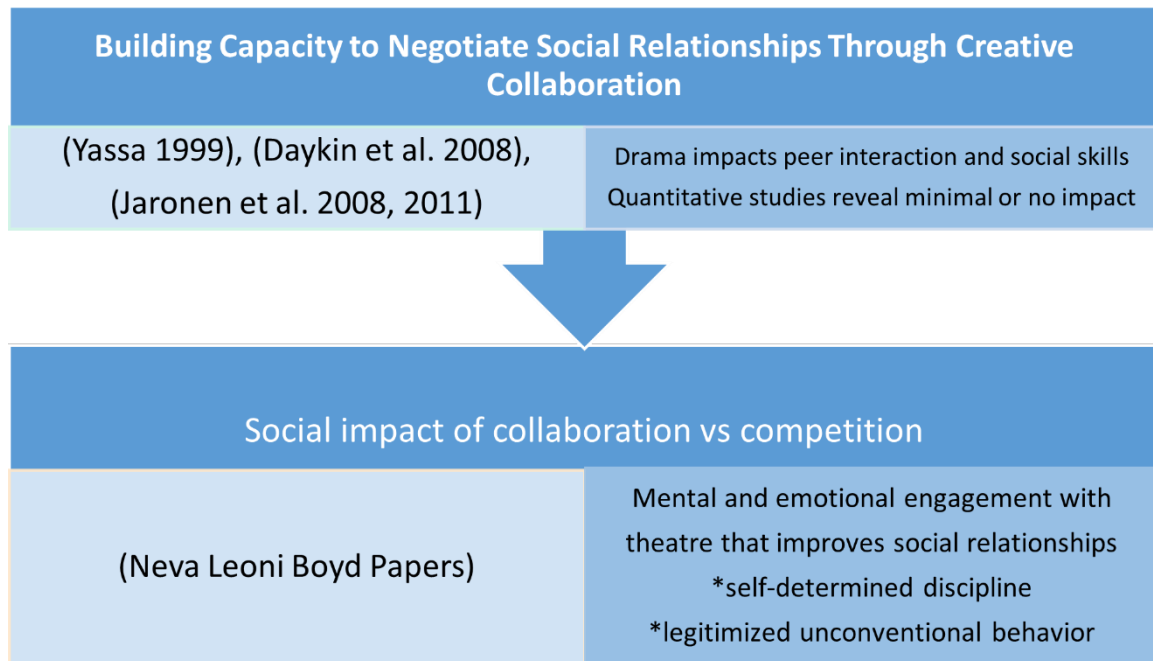 Building Capacity to Negotiate Social Relationships Through Creative
Collaboration
(Yassa 1999), (Daykin et al. 2008),
(Jaronen et al. 2008, 2011)
Drama impacts peer interaction and social skills
Quantitative studies reveal minimal or no impact
Social impact of collaboration vs competition
(Neva Leoni Boyd Papers)
Mental and emotional engagement with
theatre that improves social relationships
*self-determined discipline
*legitimized unconventional behavior